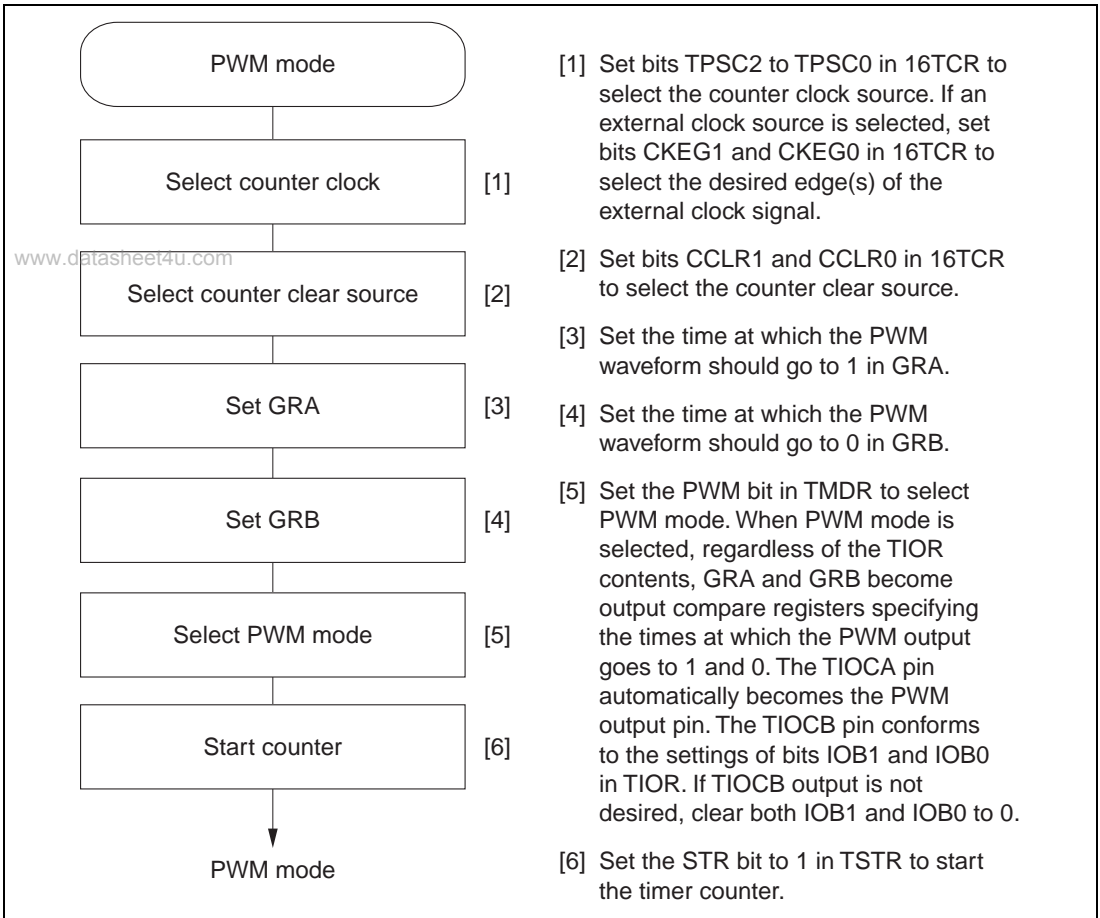 PWM mode
Select counter clock [1]
www.datasheet4u.com
Select counter clear source [2]
Set GRA [3]
Set GRB [4]
Select PWM mode [5]
Start counter [6]
PWM mode
[1] Set bits TPSC2 to TPSC0 in 16TCR to
select the counter clock source. If an
external clock source is selected, set
bits CKEG1 and CKEG0 in 16TCR to
select the desired edge(s) of the
external clock signal.
[2] Set bits CCLR1 and CCLR0 in 16TCR
to select the counter clear source.
[3] Set the time at which the PWM
waveform should go to 1 in GRA.
[4] Set the time at which the PWM
waveform should go to 0 in GRB.
[5] Set the PWM bit in TMDR to select
PWM mode. When PWM mode is
selected, regardless of the TIOR
contents, GRA and GRB become
output compare registers specifying
the times at which the PWM output
goes to 1 and 0. The TIOCA pin
automatically becomes the PWM
output pin. The TIOCB pin conforms
to the settings of bits IOB1 and IOB0
in TIOR. If TIOCB output is not
desired, clear both IOB1 and IOB0 to 0.
[6] Set the STR bit to 1 in TSTR to start
the timer counter.